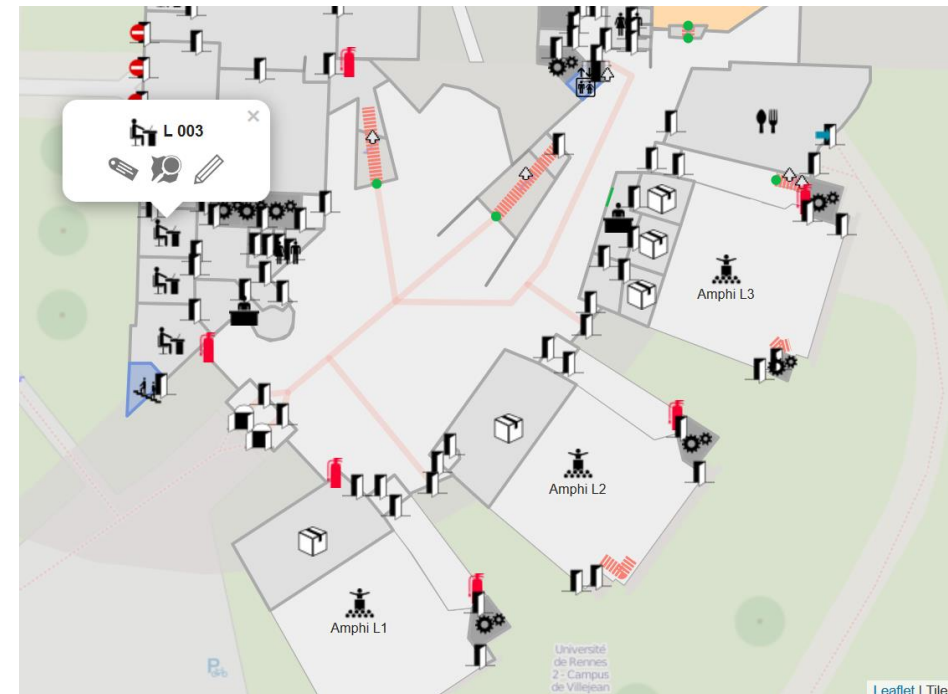 L 003
×
Amphi L3
Amphi L2
Amphi L1
Université
de Rennes
2 - Campus
de Villejean
P
Leaflet | Tile